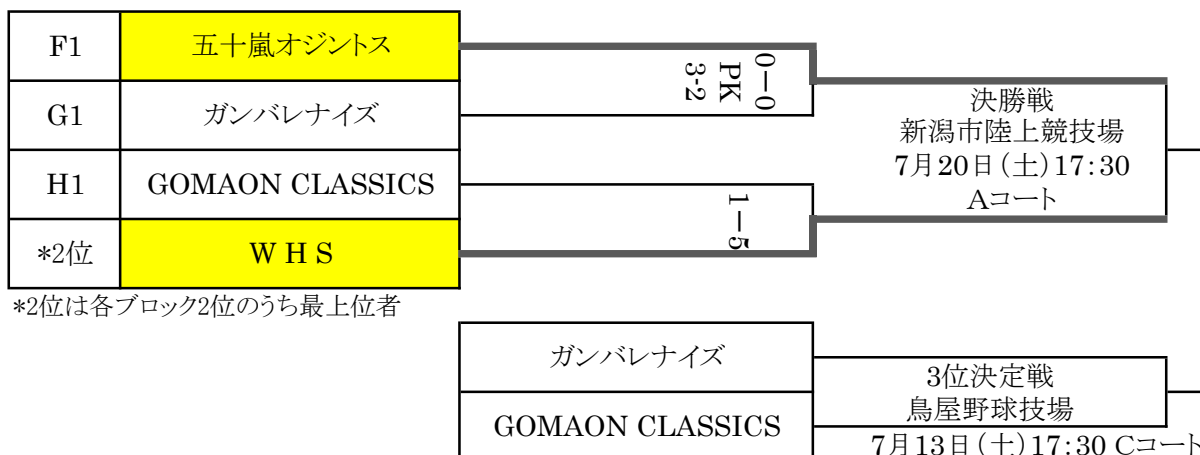 F1 五十嵐オジントス
G1 ガンバレナイズ
H1 GOMAON CLASSICS
*2位 W H S
0−0
PK
3-2
1−5
決勝戦
新潟市陸上競技場
7月20日(土)17:30
Aコート
*2位は各ブロック2位のうち最上位者
ガンバレナイズ
GOMAON CLASSICS
3位決定戦
鳥屋野球技場
7月13日(土)17:30 Cコート